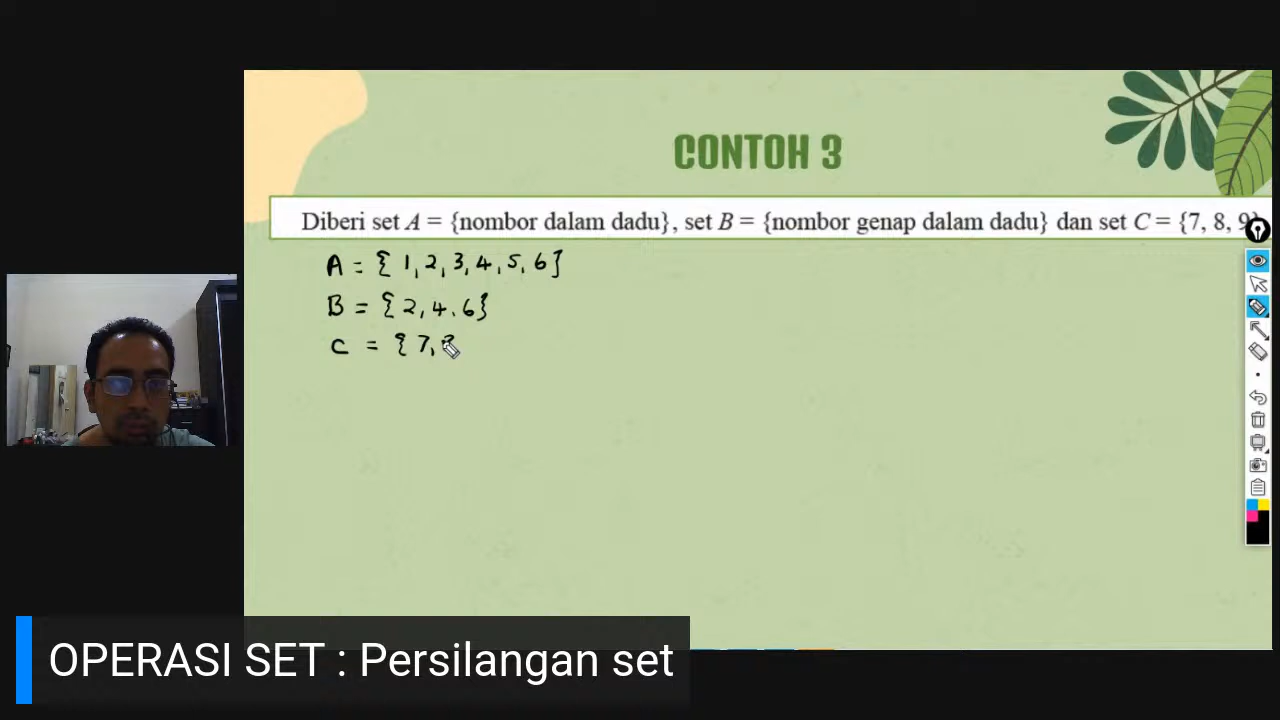 CONTOH 3
Diberi set A = {nombor dalam dadu}, set B = {nombor genap dalam dadu} dan set C = {7, 8, 9}
A = { 1, 2, 3, 4, 5, 6 }
B = { 2, 4. 6 }
C = { 7,
OPERASI SET : Persilangan set